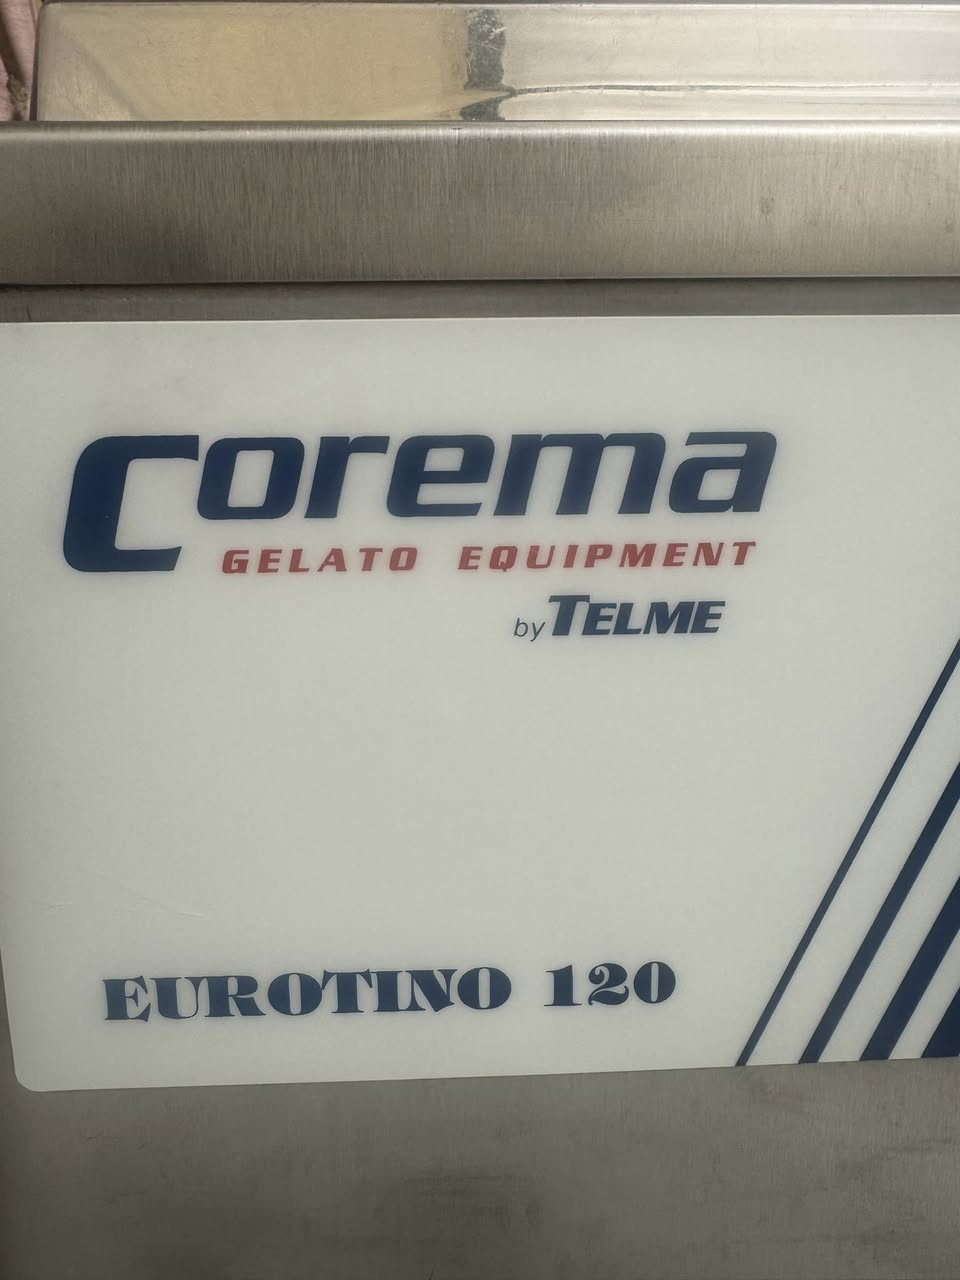 Corema
GELATO EQUIPMENT
by TELME
EUROTINO 120